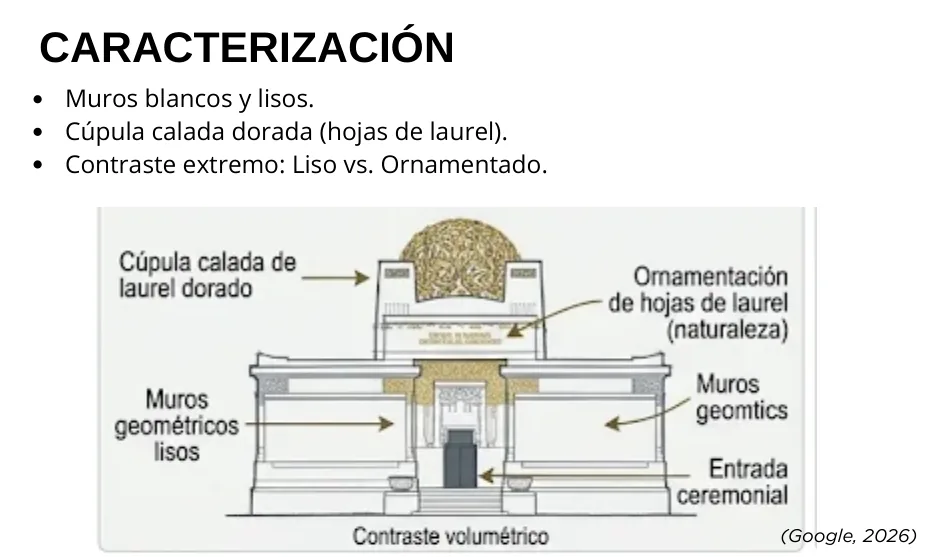 CARACTERIZACIÓN
• Muros blancos y lisos.
• Cúpula calada dorada (hojas de laurel).
• Contraste extremo: Liso vs. Ornamentado.
Cúpula calada de
laurel dorado
Ornamentación
de hojas de laurel
(naturaleza)
Muros
geométricos
lisos
Muros
geomtics
Entrada
ceremonial
Contraste volumétrico
(Google, 2026)